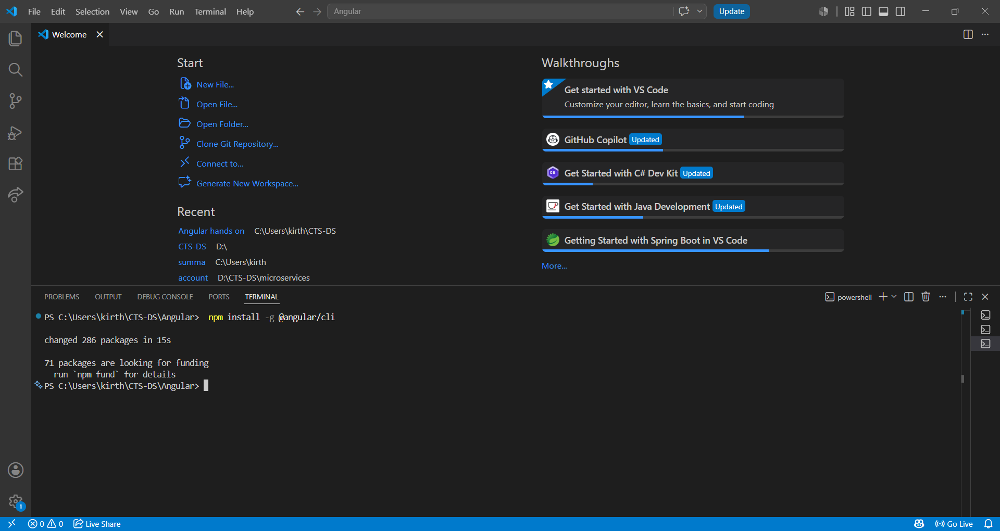 File Edit Selection View Go Run Terminal Help Angular Update
Welcome
Start
New File...
Open File...
Open Folder...
Clone Git Repository...
Connect to...
Generate New Workspace...
Recent
Angular hands on C:\Users\kirth\CTS-DS
CTS-DS D:\
summa C:\Users\kirth
account D:\CTS-DS\microservices
Walkthroughs
Get started with VS Code
Customize your editor, learn the basics, and start coding
GitHub Copilot Updated
Get Started with C# Dev Kit Updated
Get Started with Java Development Updated
Getting Started with Spring Boot in VS Code
More...
PROBLEMS OUTPUT DEBUG CONSOLE PORTS TERMINAL powershell
PS C:\Users\kirth\CTS-DS\Angular> npm install -g @angular/cli
changed 286 packages in 15s
71 packages are looking for funding
run `npm fund` for details
PS C:\Users\kirth\CTS-DS\Angular>
1
0 0 Live Share Go Live